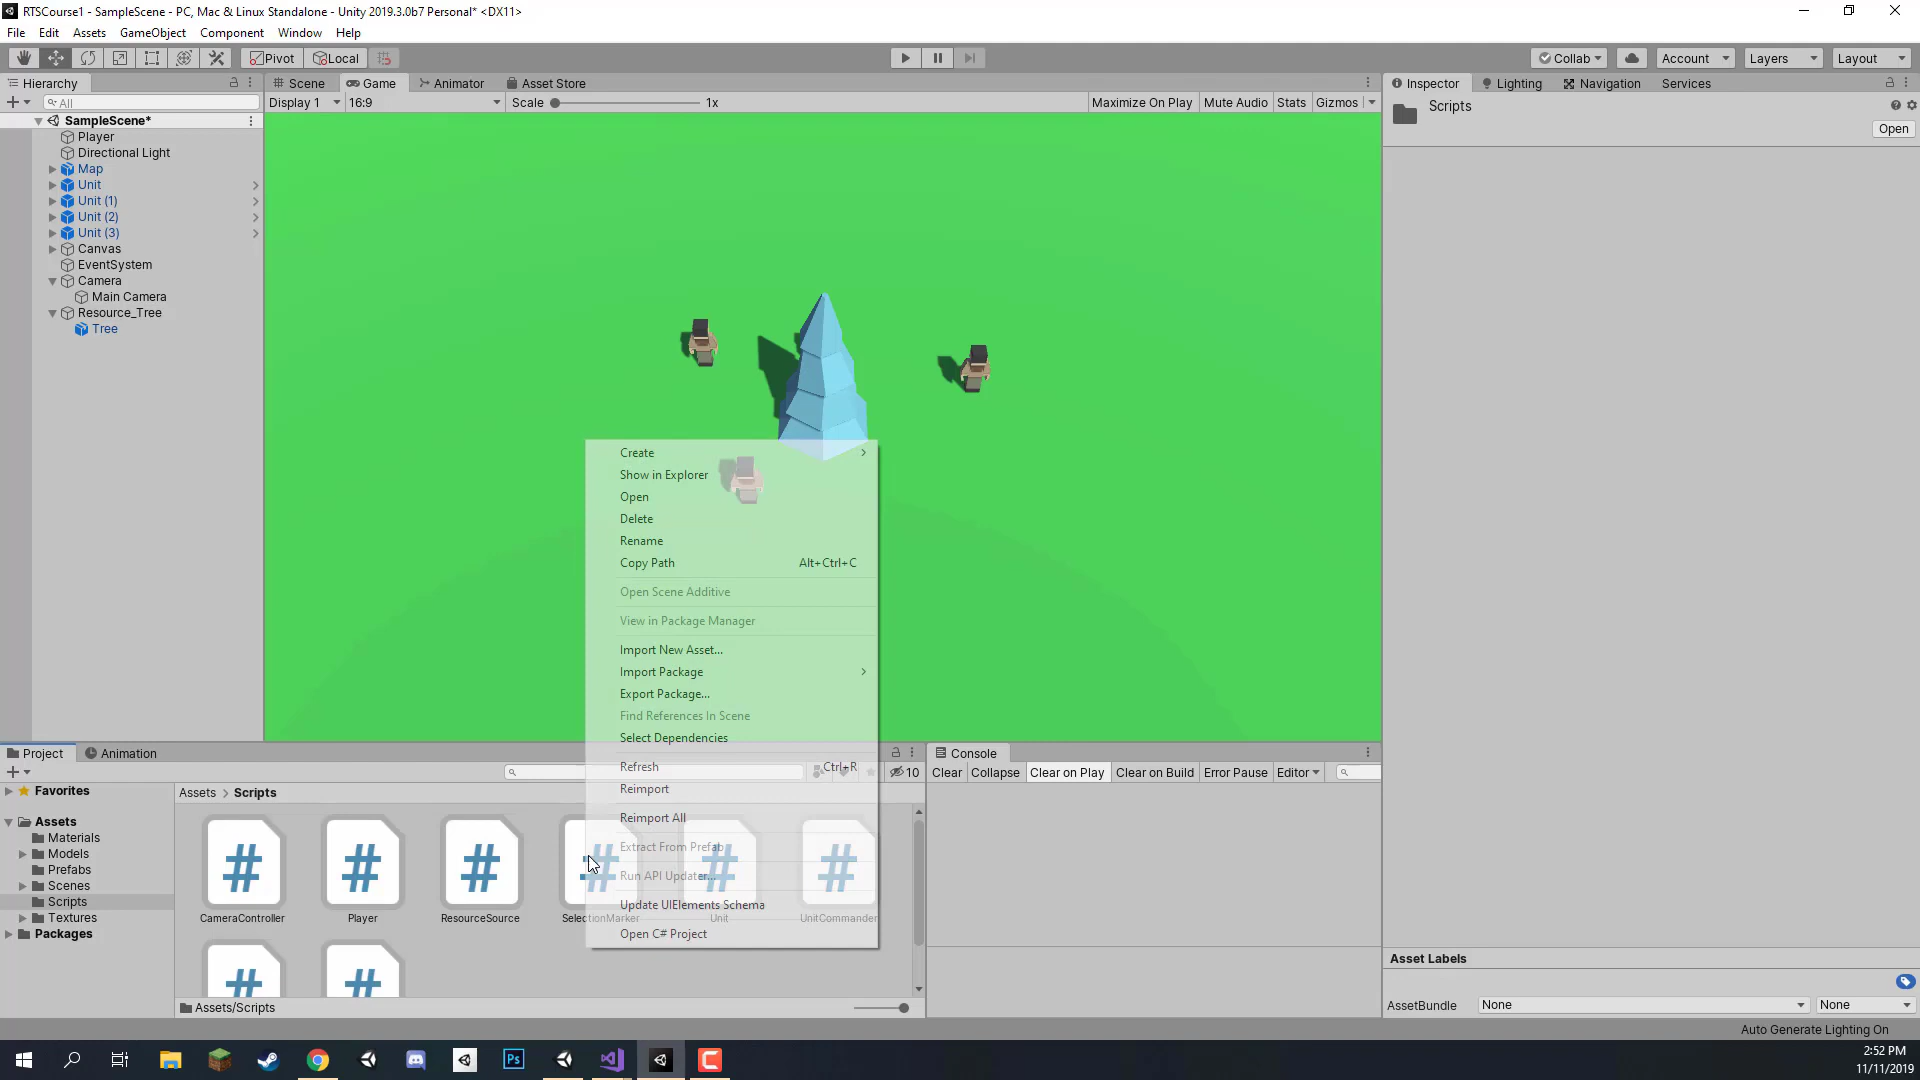 RTSCourse1 - SampleScene - PC, Mac & Linux Standalone - Unity 2019.3.0b7 Personal* <DX11>
File Edit Assets GameObject Component Window Help
Pivot Local Collab Account Layers Layout
Hierarchy
All
SampleScene*
Player
Directional Light
Map
Unit
Unit (1)
Unit (2)
Unit (3)
Canvas
EventSystem
Camera
Main Camera
Resource_Tree
Tree
Scene Game Animator Asset Store
Display 1 16:9 Scale 1x Maximize On Play Mute Audio Stats Gizmos
Inspector Lighting Navigation Services
Scripts
Open
Create
Show in Explorer
Open
Delete
Rename
Copy Path Alt+Ctrl+C
Open Scene Additive
View in Package Manager
Import New Asset...
Import Package
Export Package...
Find References In Scene
Select Dependencies
Refresh Ctrl+R
Reimport
Reimport All
Extract From Prefab
Run API Updater...
Update UIElements Schema
Open C# Project
Project Animation
10
Favorites
Assets
Materials
Models
Prefabs
Scenes
Scripts
Textures
Packages
Assets > Scripts
CameraController Player ResourceSource SelectionMarker Unit UnitCommander
Assets/Scripts
Console
Clear Collapse Clear on Play Clear on Build Error Pause Editor
Asset Labels
AssetBundle None None
Auto Generate Lighting On
Ps
2:52 PM
11/11/2019